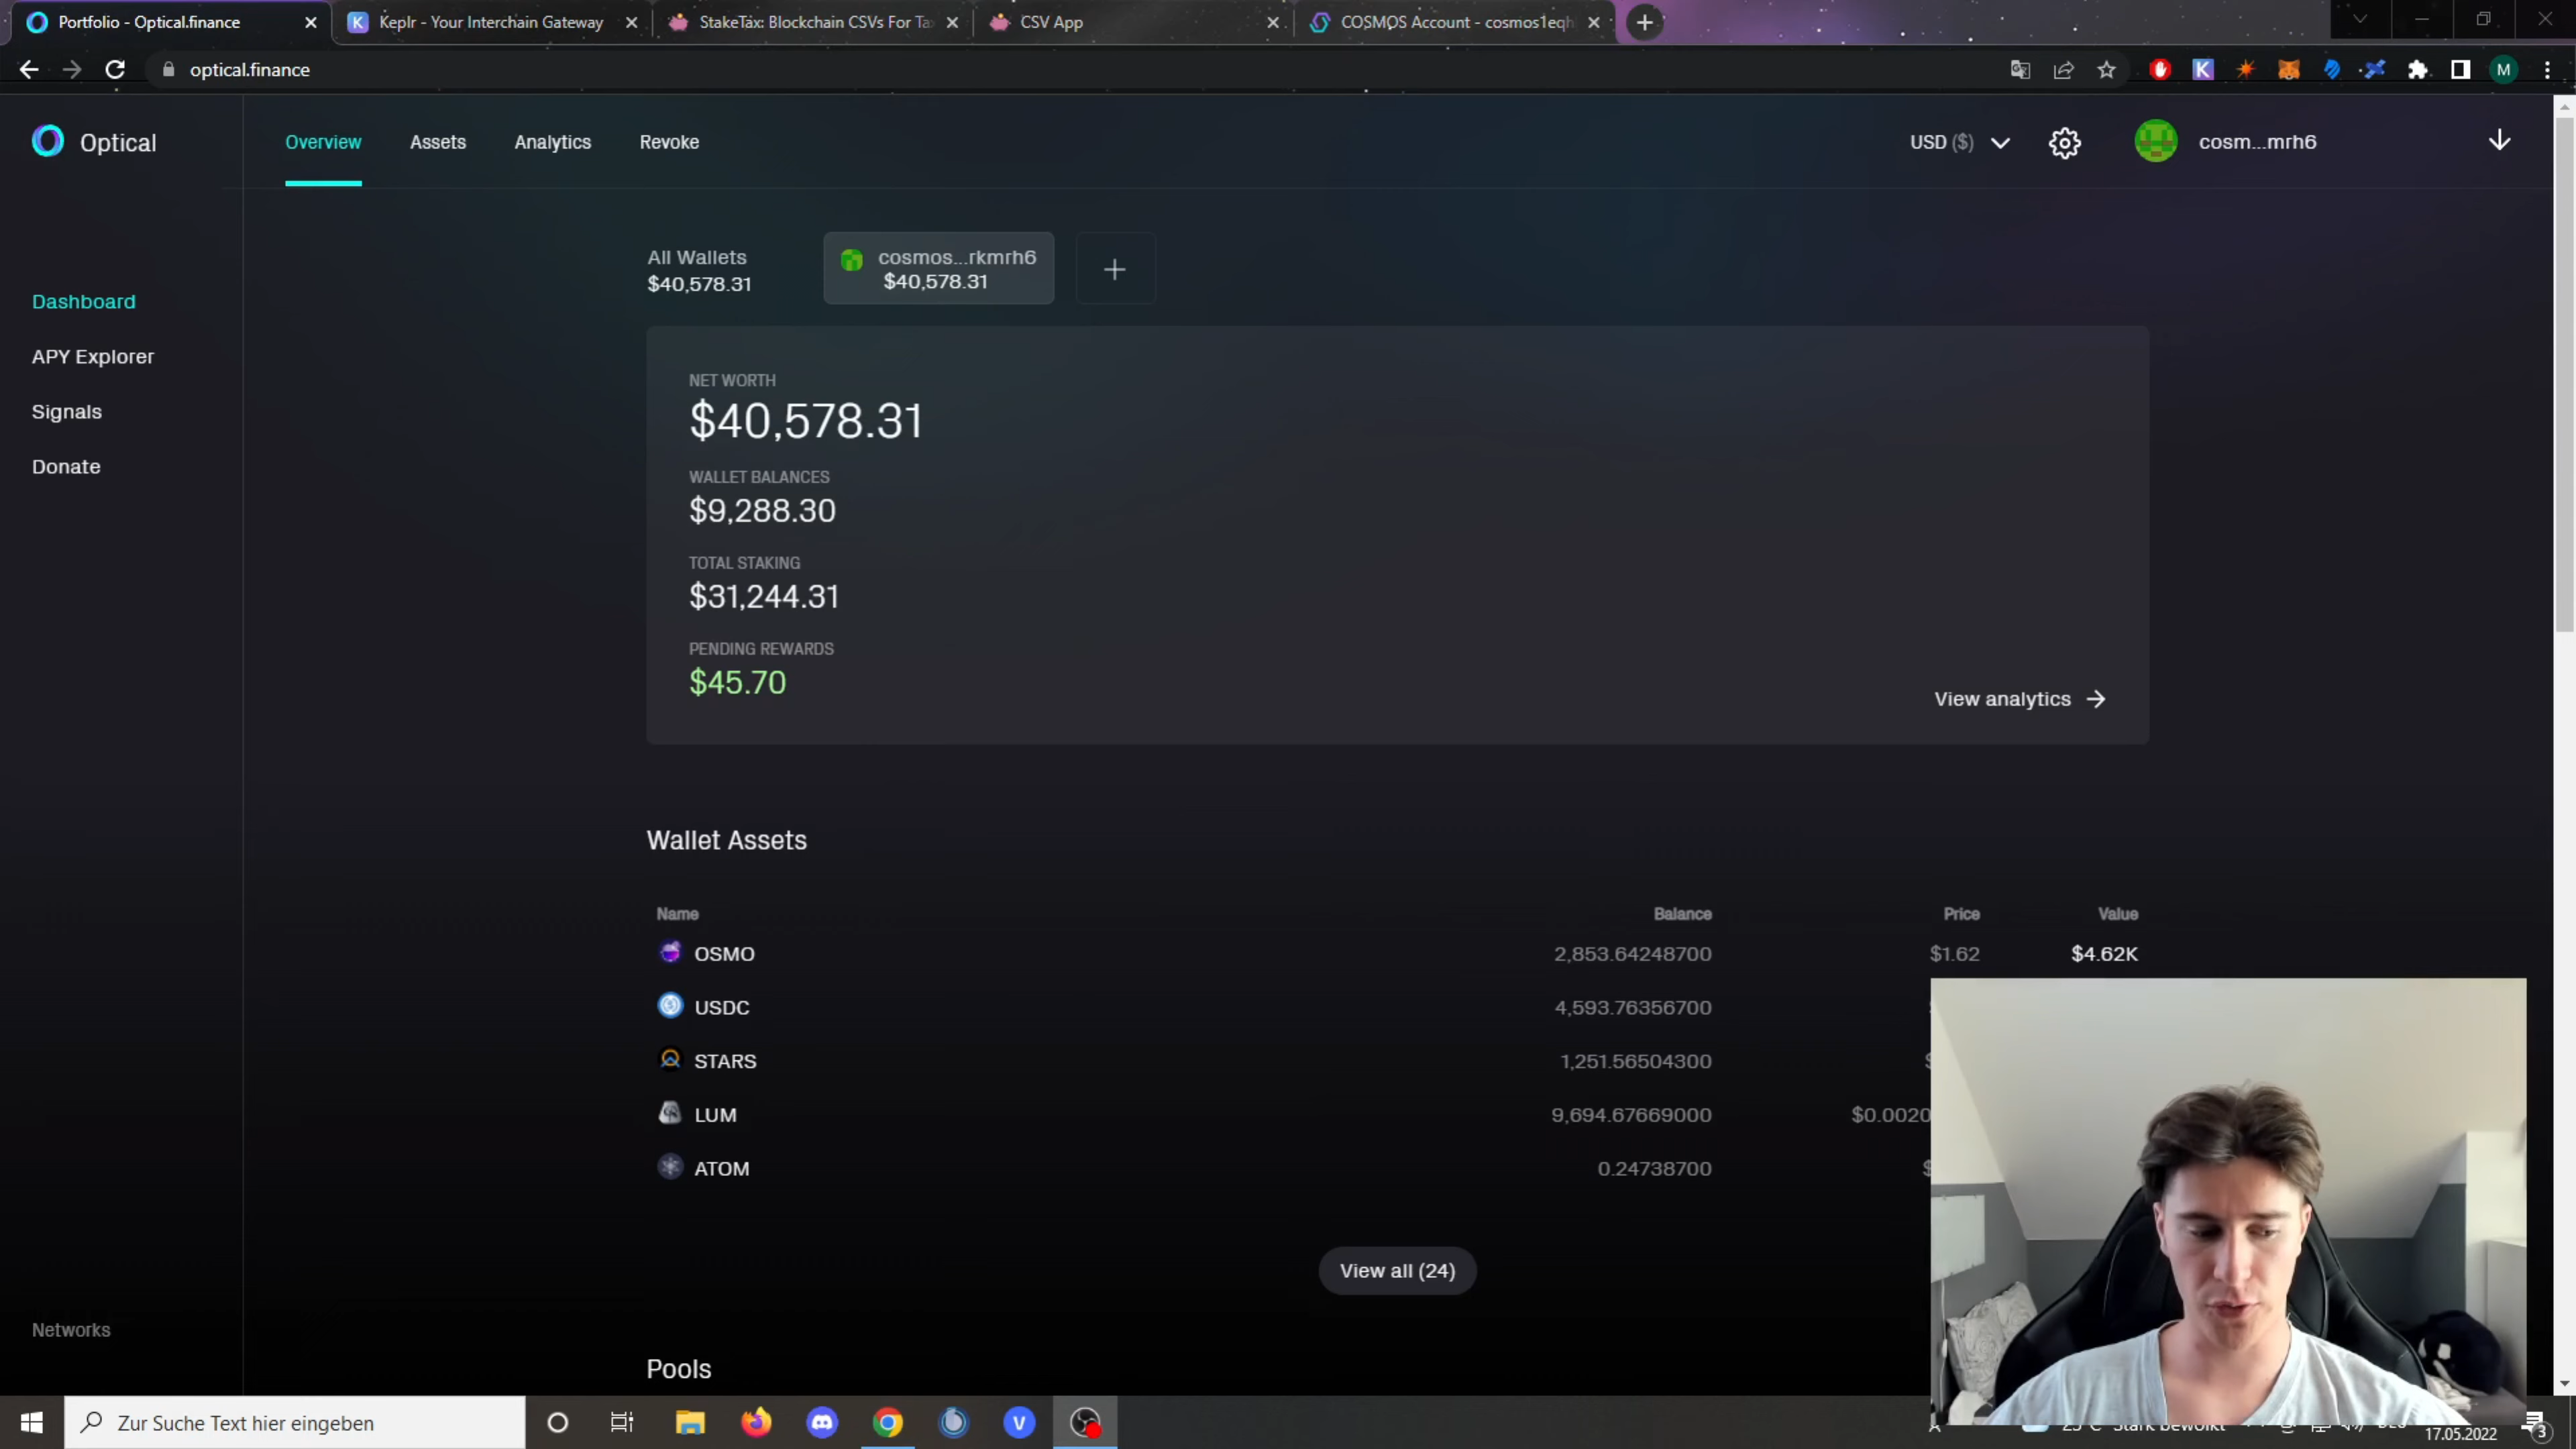 Portfolio - Optical.finance
Keplr - Your Interchain Gateway
StakeTax: Blockchain CSVs For Ta
CSV App
COSMOS Account - cosmos1eqh
optical.finance
M
Optical
Overview
Assets
Analytics
Revoke
USD ($)
cosm...mrh6
All Wallets
$40,578.31
cosmos...rkmrh6
$40,578.31
Dashboard
APY Explorer
Signals
Donate
NET WORTH
$40,578.31
WALLET BALANCES
$9,288.30
TOTAL STAKING
$31,244.31
PENDING REWARDS
$45.70
View analytics
Wallet Assets
Name Balance Price Value
OSMO 2,853.64248700 $1.62 $4.62K
USDC 4,593.76356700
STARS 1,251.56504300
LUM 9,694.67669000 $0.0020
ATOM 0.24738700
View all (24)
Pools
Networks
Zur Suche Text hier eingeben
17.05.2022
3